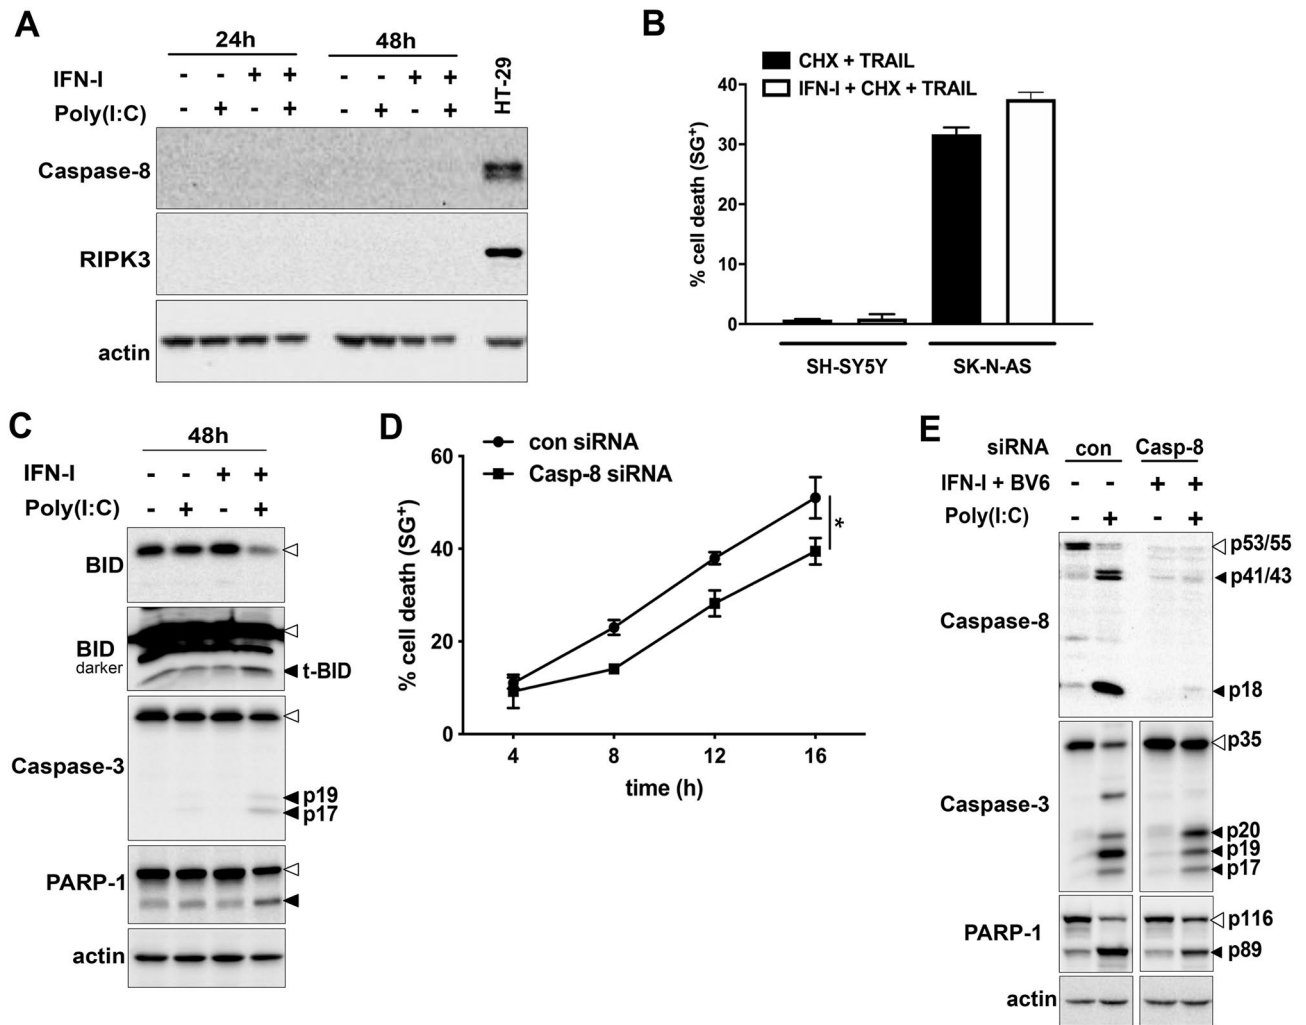 A
24h 48h
IFN-I - - + + - - + + HT-29
Poly(I:C) - + - + - + - +
Caspase-8
RIPK3
actin
B
CHX + TRAIL
IFN-I + CHX + TRAIL
% cell death (SG⁺)
40
30
20
10
0
SH-SY5Y SK-N-AS
C
48h
IFN-I - - + +
Poly(I:C) - + - +
BID
BID
darker
t-BID
Caspase-3
p19
p17
PARP-1
actin
D
con siRNA
Casp-8 siRNA
% cell death (SG⁺)
60
40
20
0
*
4 8 12 16
time (h)
E
siRNA con Casp-8
IFN-I + BV6 - - + +
Poly(I:C) - + - +
p53/55
p41/43
Caspase-8
p18
p35
Caspase-3
p20
p19
p17
p116
PARP-1
p89
actin